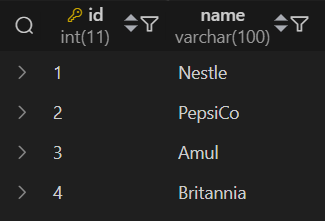 id name
int(11) varchar(100)
1 Nestle
2 PepsiCo
3 Amul
4 Britannia